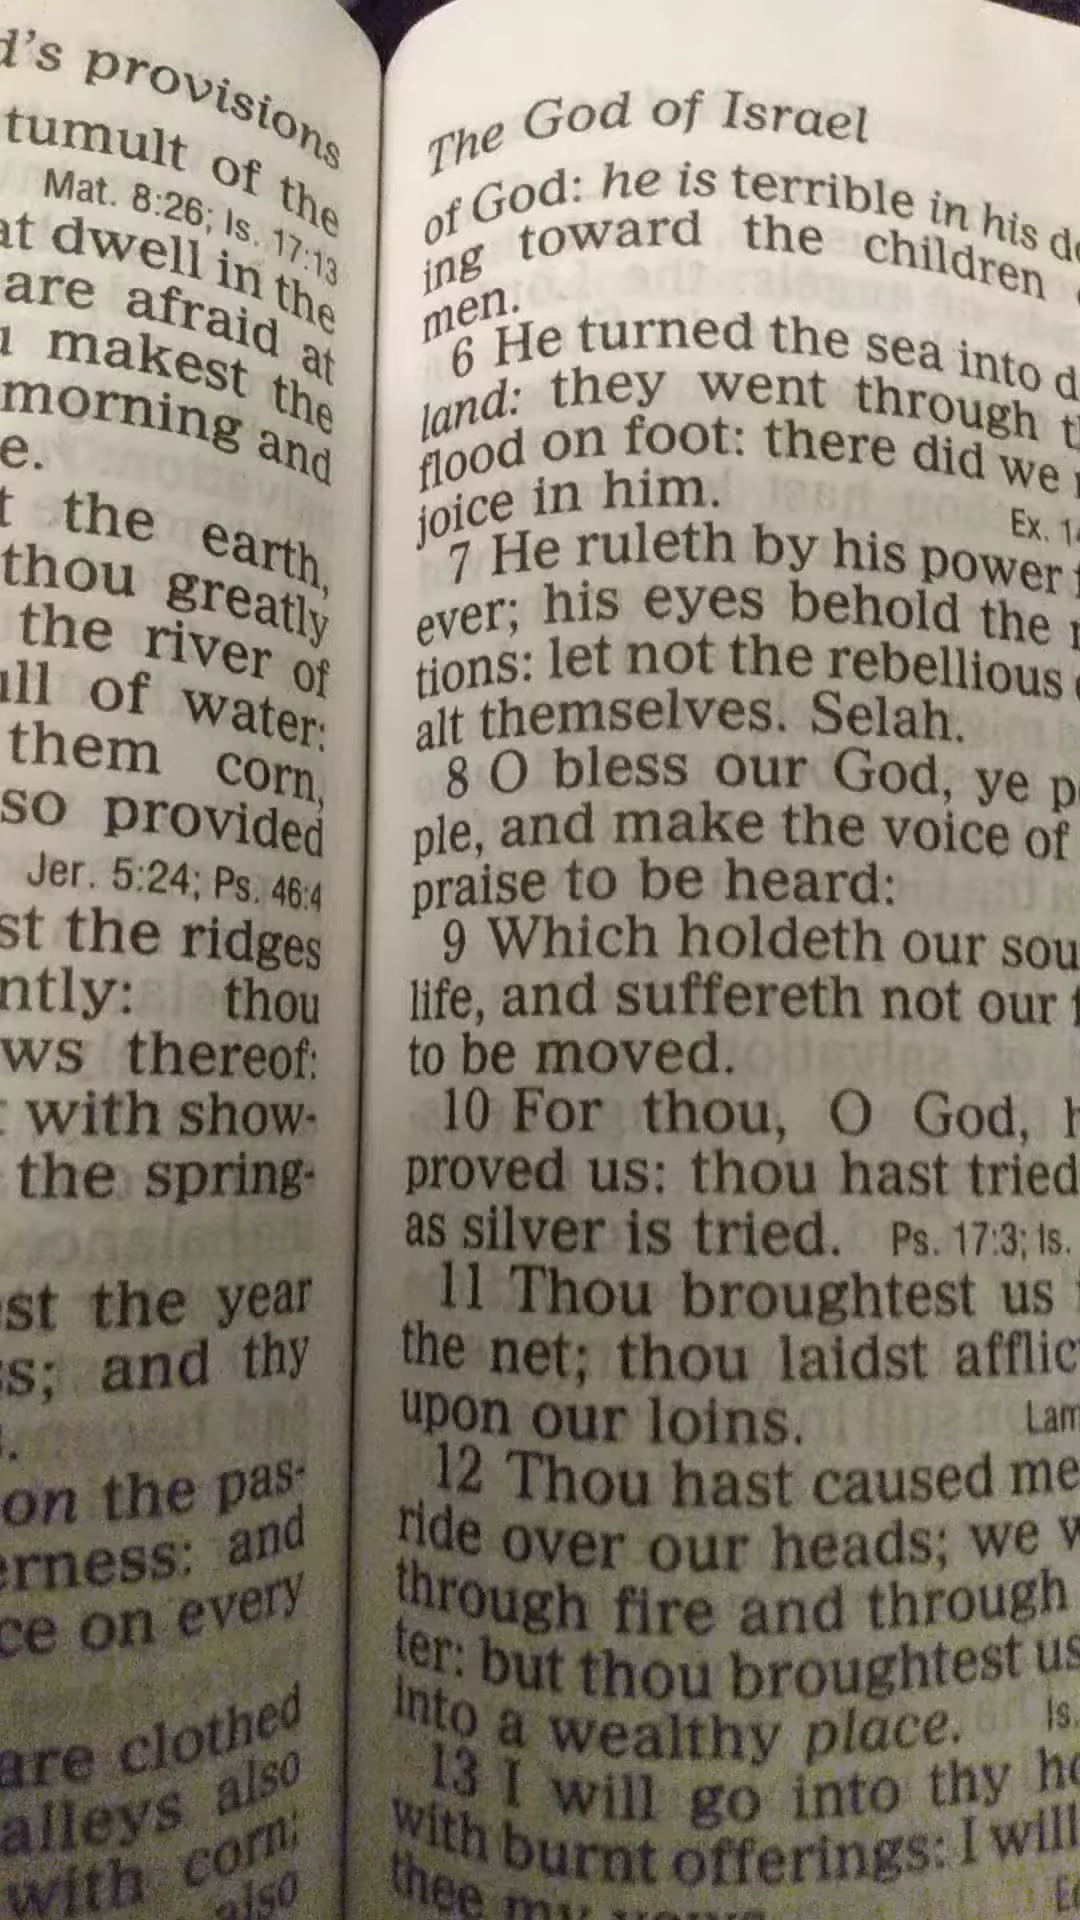 d's provisions
tumult of the
Mat. 8:26; Is. 17:13
at dwell in the
are afraid at
makest the
morning and
e.
t the earth,
thou greatly
the river of
ull of water:
them corn,
so provided
Jer. 5:24; Ps. 46:4
st the ridges
ntly: thou
ws thereof:
with show-
the spring-
st the year
s; and thy
on the pas-
erness: and
ce on every
are clothed
alleys also
with corn;
also
The God of Israel
of God: he is terrible in his do
ing toward the children
men.
6 He turned the sea into d
land: they went through t
flood on foot: there did we r
joice in him.
Ex. 14
7 He ruleth by his power f
ever; his eyes behold the n
tions: let not the rebellious e
alt themselves. Selah.
8 O bless our God, ye p
ple, and make the voice of
praise to be heard:
9 Which holdeth our sou
life, and suffereth not our f
to be moved.
10 For thou, O God, h
proved us: thou hast tried
as silver is tried. Ps. 17:3; Is.
11 Thou broughtest us
the net; thou laidst afflic
upon our loins. Lam
12 Thou hast caused me
ride over our heads; we w
through fire and through
ter: but thou broughtest us
into a wealthy place. Is.
13 I will go into thy ho
with burnt offerings: I will
thee my vows